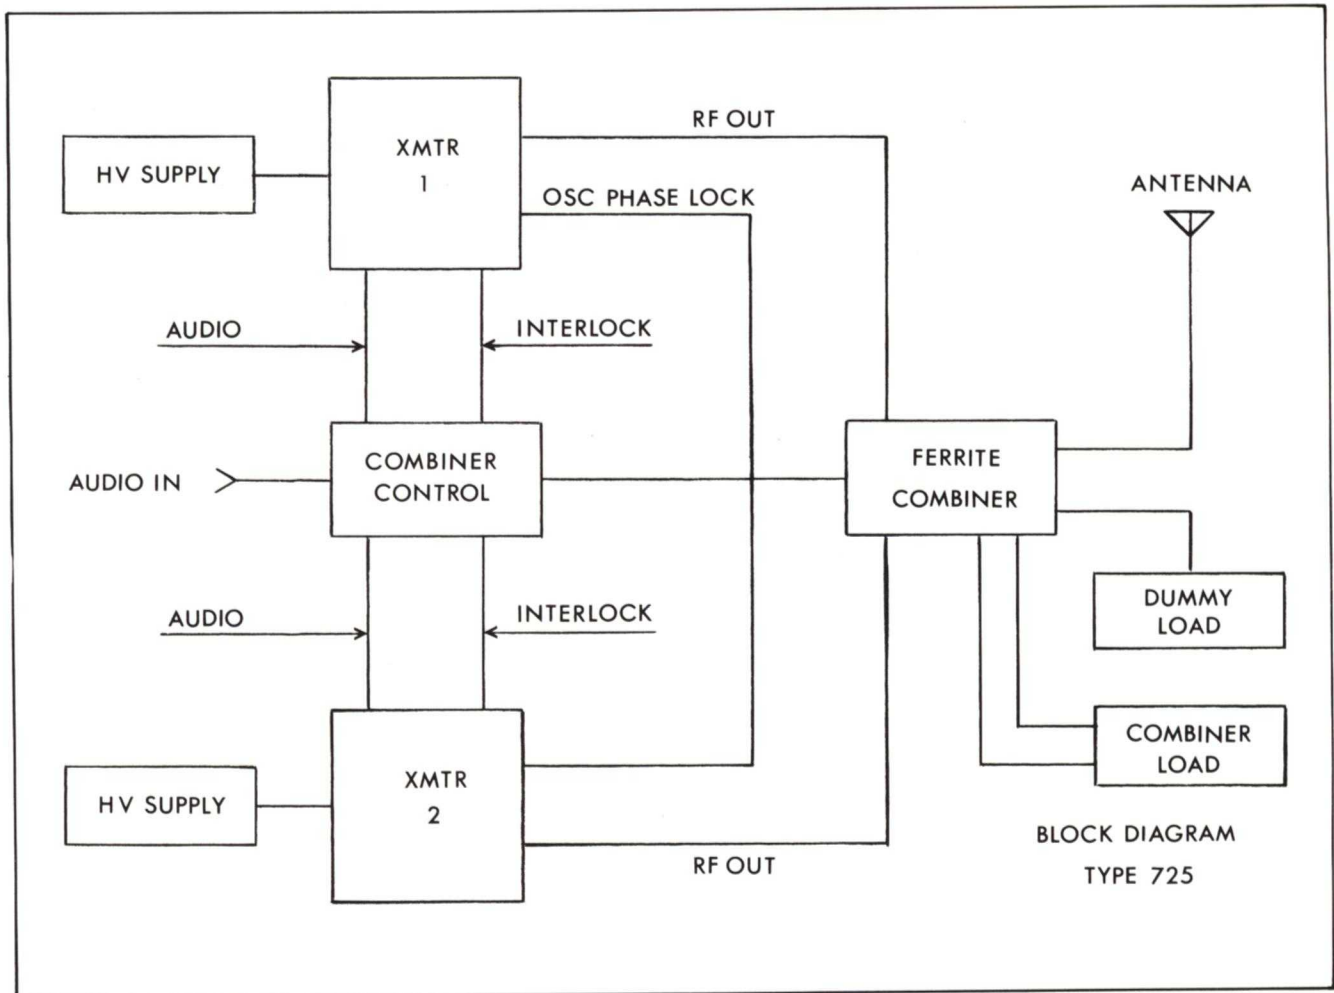 RF OUT
XMTR
1
HV SUPPLY
OSC PHASE LOCK
ANTENNA
AUDIO
INTERLOCK
COMBINER
CONTROL
FERRITE
COMBINER
AUDIO IN
DUMMY
LOAD
AUDIO
INTERLOCK
COMBINER
LOAD
XMTR
2
HV SUPPLY
RF OUT
BLOCK DIAGRAM
TYPE 725